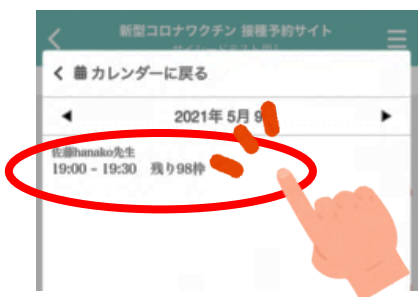 新型コロナワクチン 接種予約サイト
カレンダーに戻る
2021年 5月 9
佐藤hanako先生
19:00 - 19:30 残り98枠